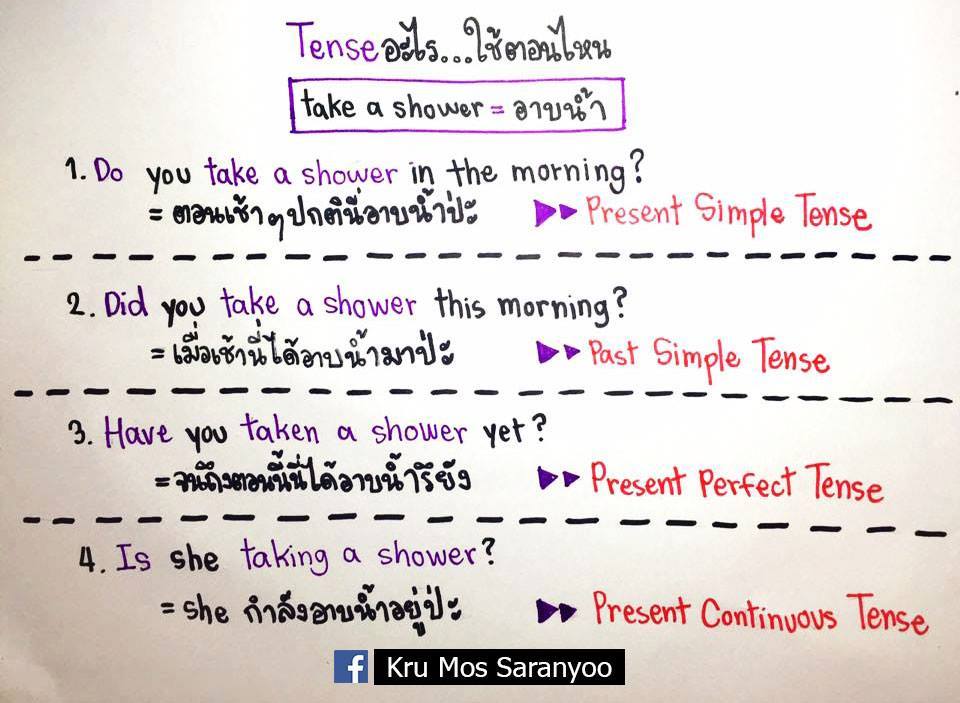 Tenseอะไร...ใช้ตอนไหน
take a shower = อาบน้ำ
1. Do you take a shower in the morning?
= ตอนเช้าๆปกตินี่อาบน้ำป่ะ ▶▶ Present Simple Tense
2. Did you take a shower this morning?
= เมื่อเช้านี่ได้อาบน้ำมาป่ะ ▶▶ Past Simple Tense
3. Have you taken a shower yet?
= จนถึงตอนนี้นี่ได้อาบน้ำรึยัง ▶▶ Present Perfect Tense
4. Is she taking a shower?
= she กำลังอาบน้ำอยู่ป่ะ ▶▶ Present Continuous Tense
f Kru Mos Saranyoo